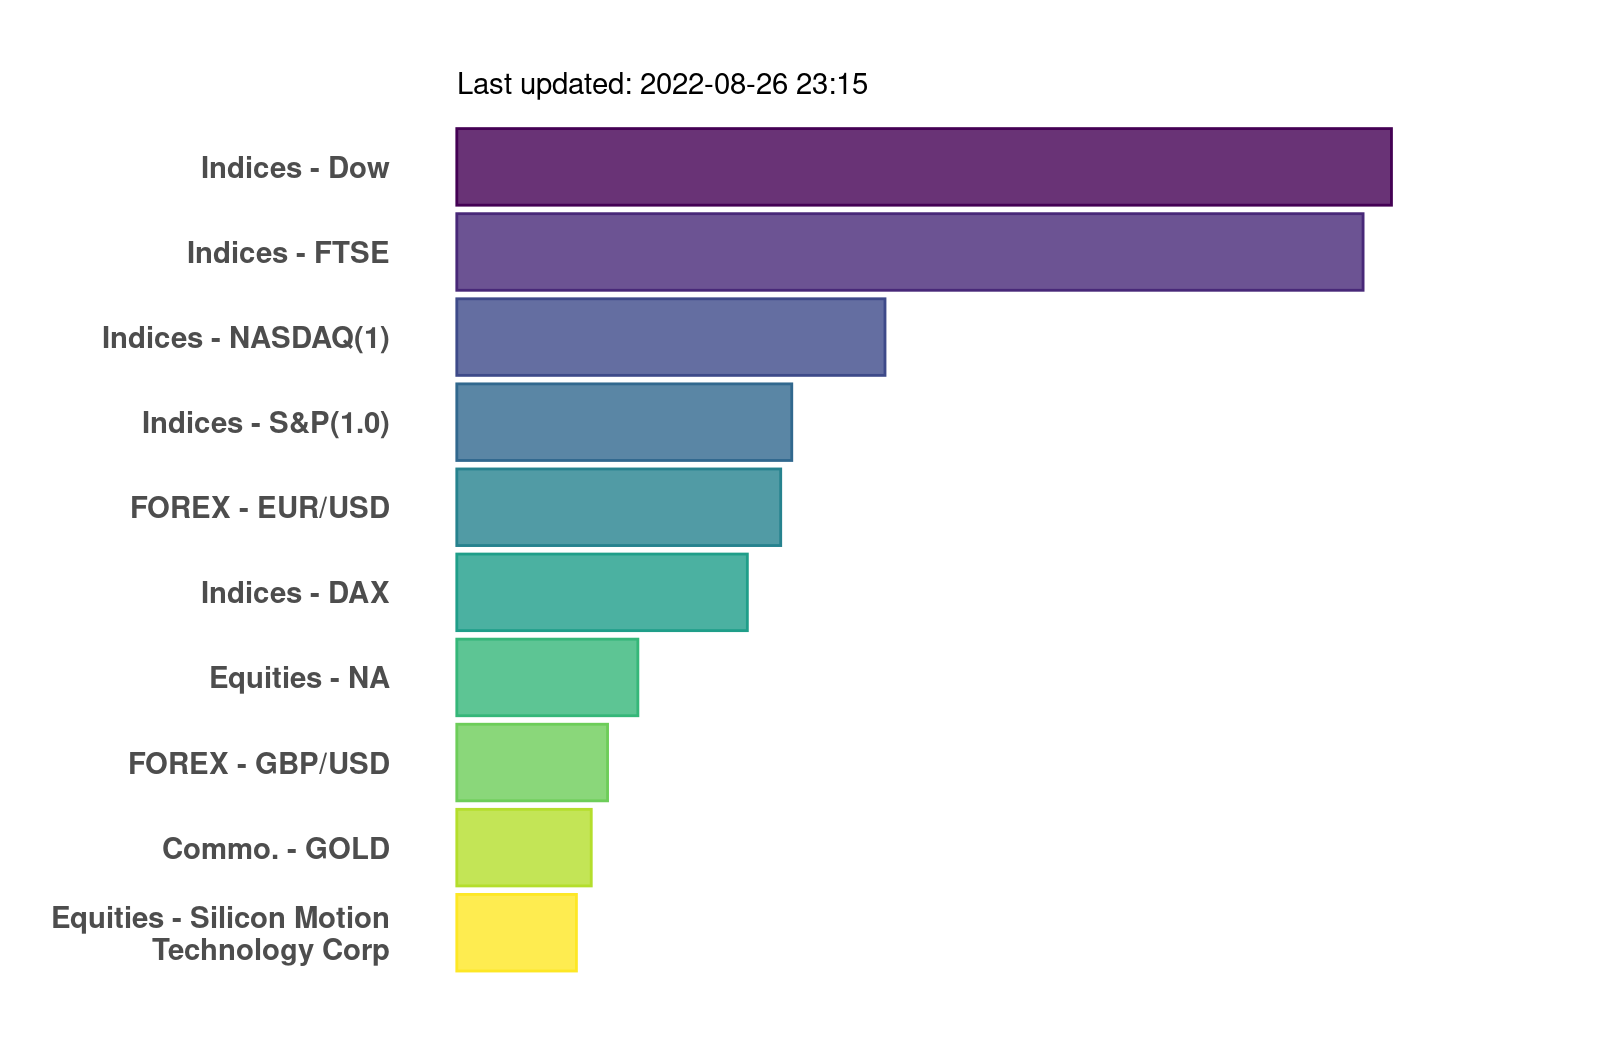 Last updated: 2022-08-26 23:15
Indices - Dow
Indices - FTSE
Indices - NASDAQ(1)
Indices - S&P(1.0)
FOREX - EUR/USD
Indices - DAX
Equities - NA
FOREX - GBP/USD
Commo. - GOLD
Equities - Silicon Motion
Technology Corp